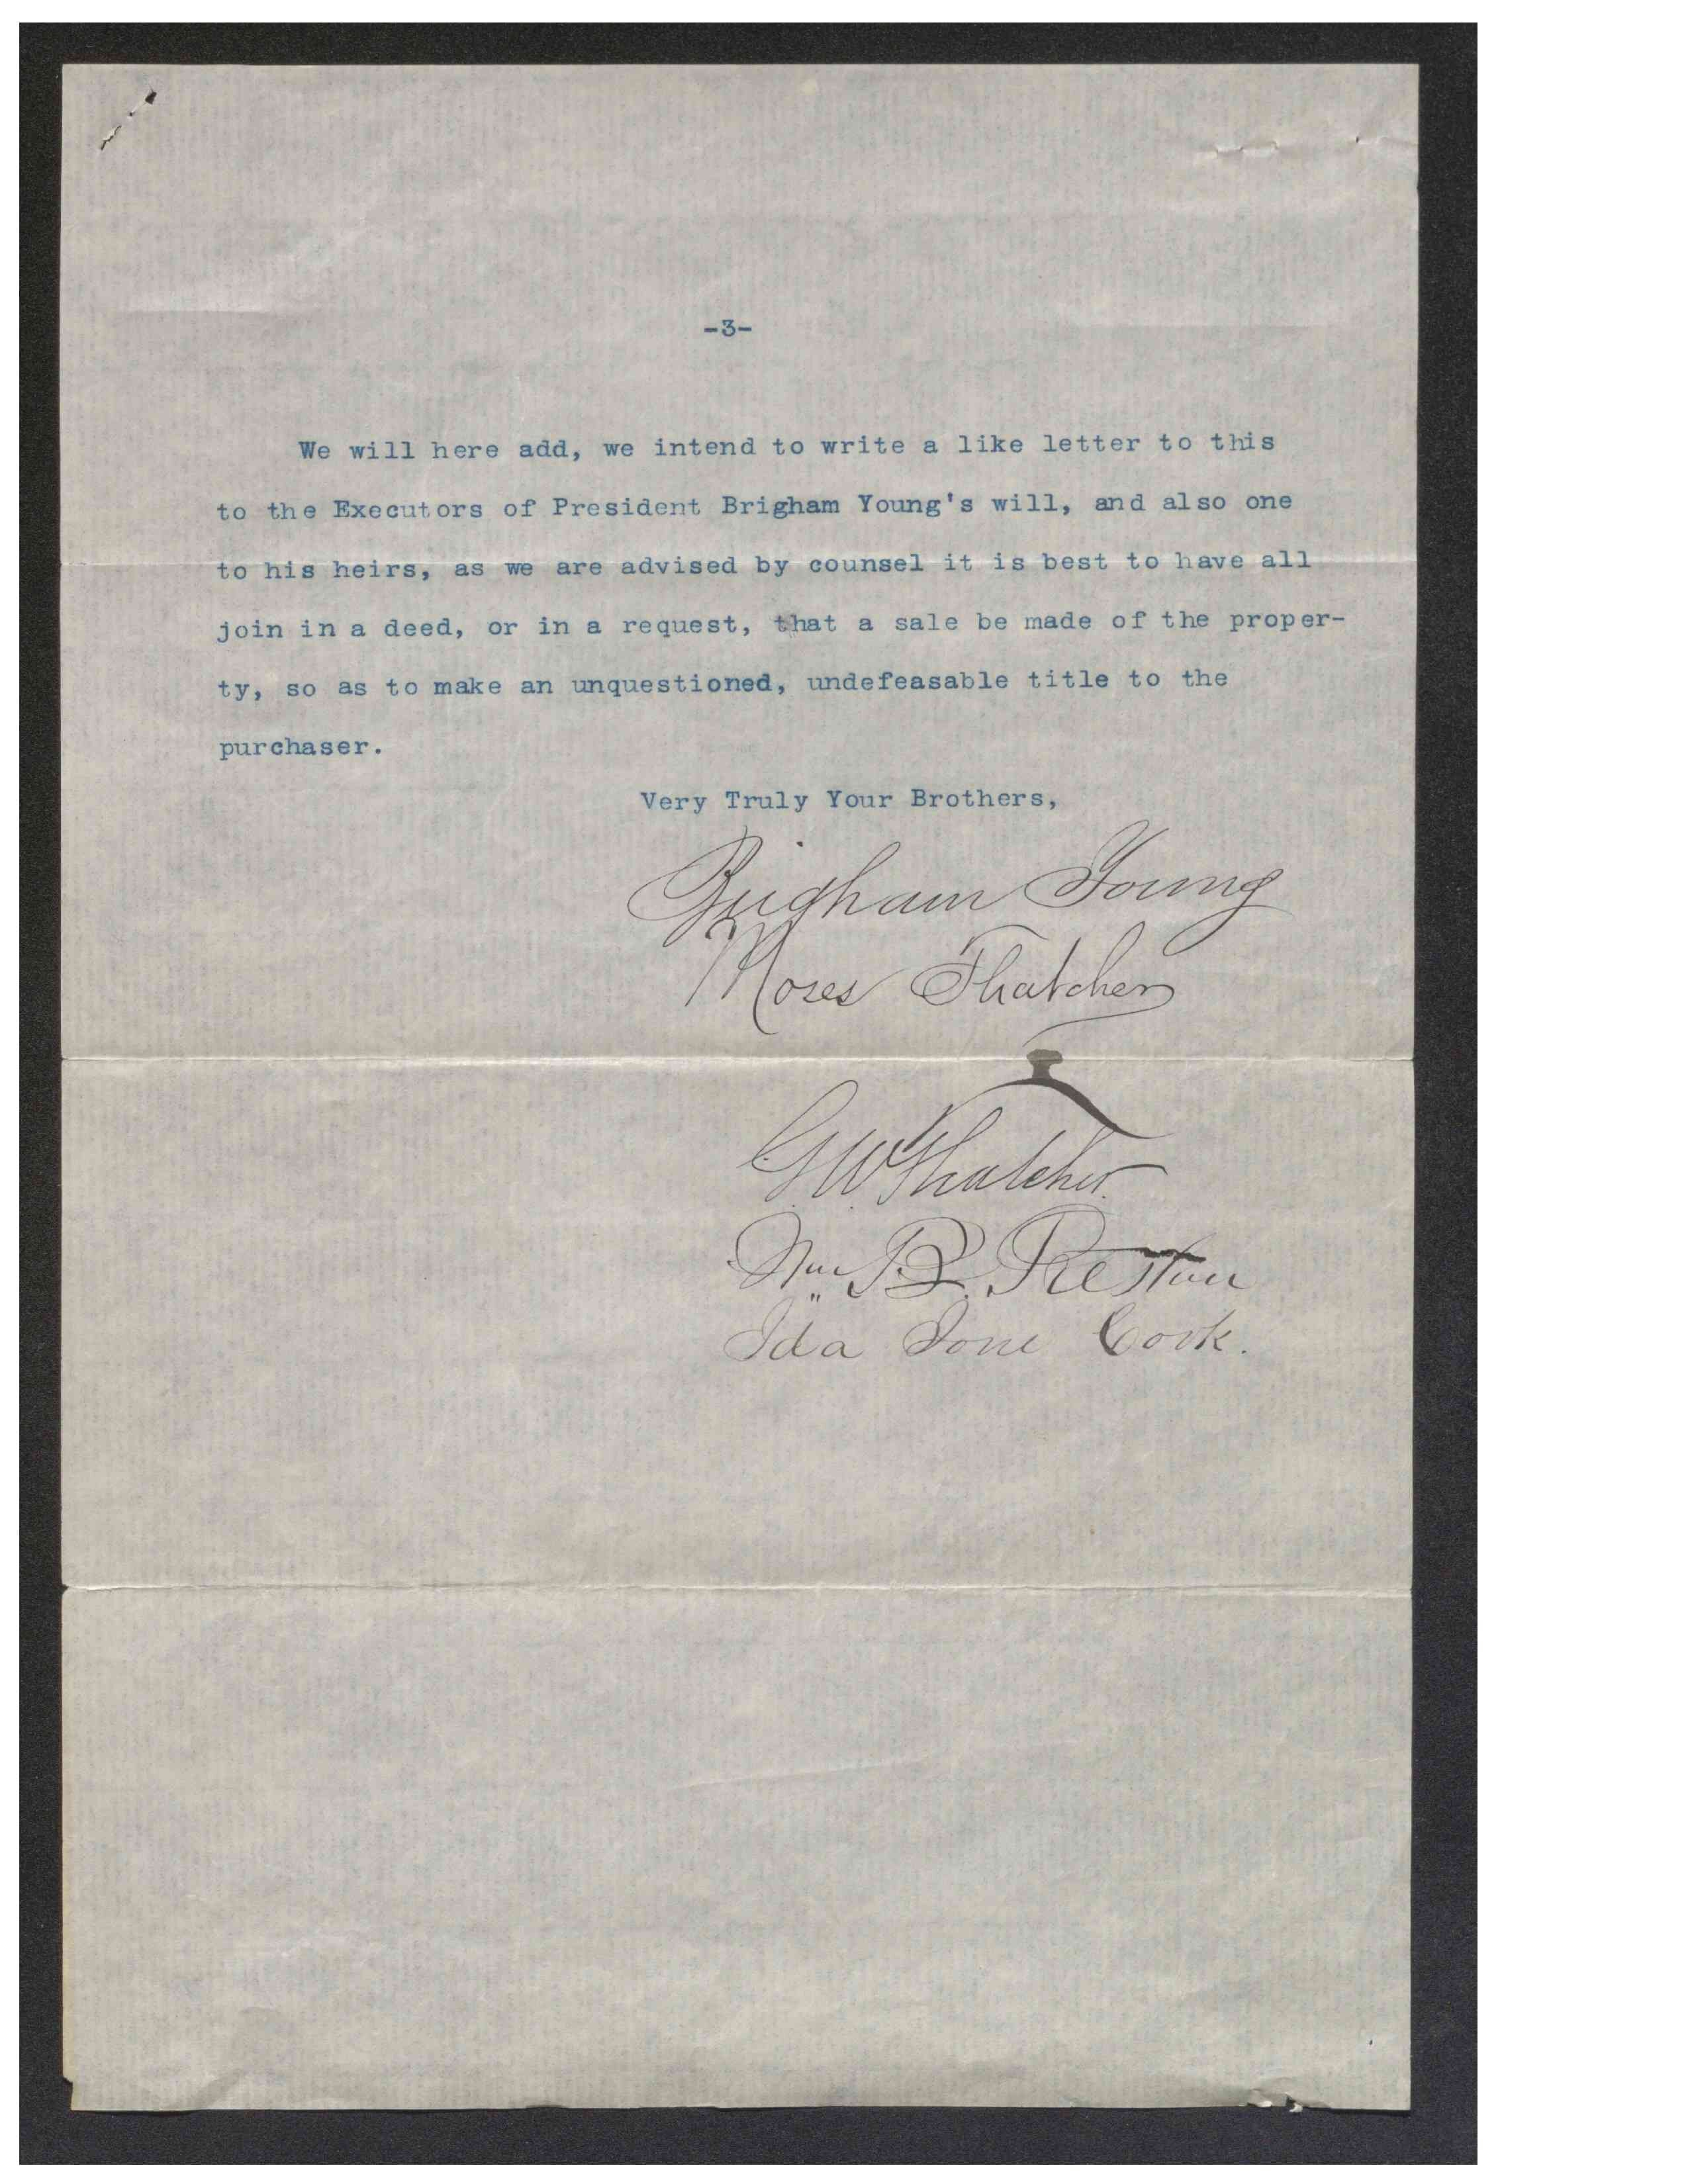 -3-
We will here add, we intend to write a like letter to this
to the Executors of President Brigham Young's will, and also one
to his heirs, as we are advised by counsel it is best to have all
join in a deed, or in a request, that a sale be made of the proper-
ty, so as to make an unquestioned, undefeasable title to the
purchaser.
Very Truly Your Brothers,
Brigham Young
Moses Thatcher
G W Thatcher.
Wm B. Preston
Ida Ione Cook.